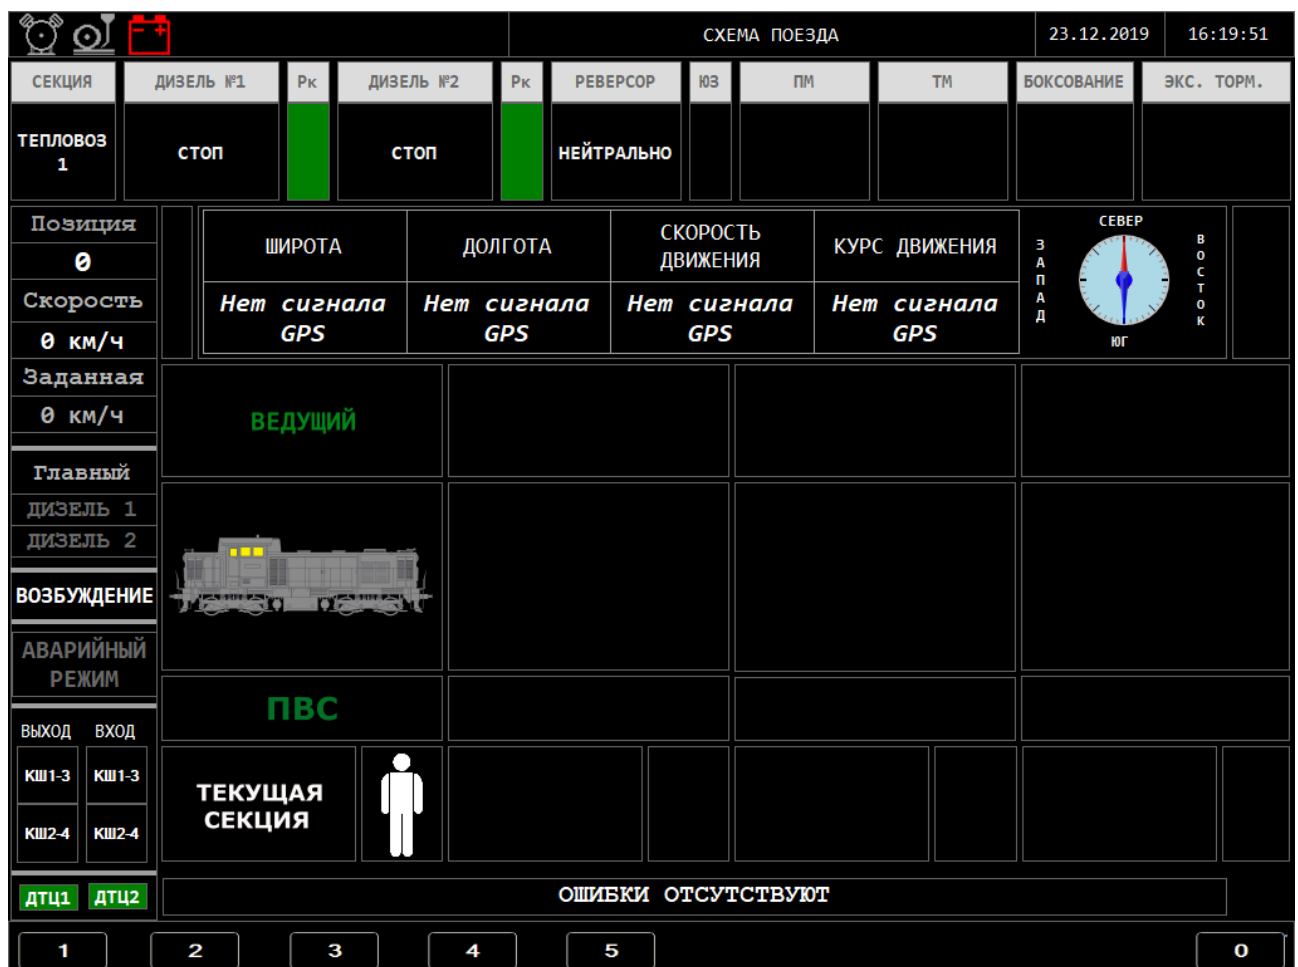 СХЕМА ПОЕЗДА
23.12.2019
16:19:51
СЕКЦИЯ
ДИЗЕЛЬ №1
Рк
ДИЗЕЛЬ №2
Рк
РЕВЕРСОР
ЮЗ
ПМ
ТМ
БОКСОВАНИЕ
ЭКС. ТОРМ.
ТЕПЛОВОЗ
1
СТОП
СТОП
НЕЙТРАЛЬНО
Позиция
0
Скорость
0 км/ч
Заданная
0 км/ч
Главный
ДИЗЕЛЬ 1
ДИЗЕЛЬ 2
ВОЗБУЖДЕНИЕ
АВАРИЙНЫЙ
РЕЖИМ
ВЫХОД
ВХОД
КШ1-3
КШ1-3
КШ2-4
КШ2-4
ДТЦ1
ДТЦ2
ШИРОТА
ДОЛГОТА
СКОРОСТЬ
ДВИЖЕНИЯ
КУРС ДВИЖЕНИЯ
Нет сигнала
GPS
Нет сигнала
GPS
Нет сигнала
GPS
Нет сигнала
GPS
СЕВЕР
ЗАПАД
ВОСТОК
ЮГ
ВЕДУЩИЙ
ПВС
ТЕКУЩАЯ
СЕКЦИЯ
ОШИБКИ ОТСУТСТВУЮТ
1
2
3
4
5
0